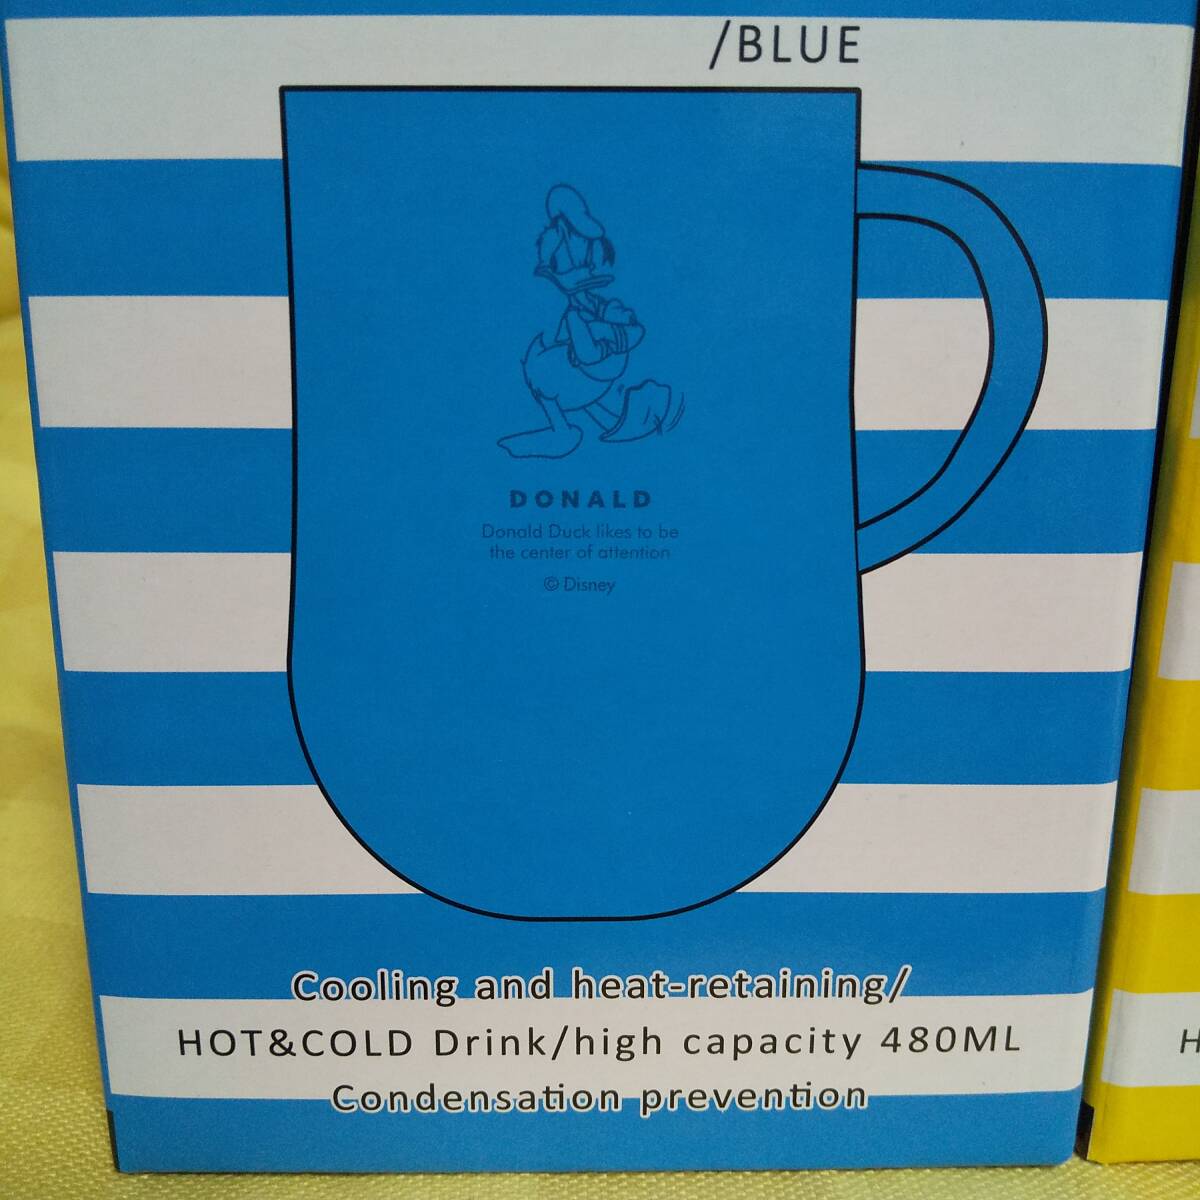 /BLUE
DONALD
Donald Duck likes to be
the center of attention
© Disney
Cooling and heat-retaining/
HOT&COLD Drink/high capacity 480ML
Condensation prevention
H